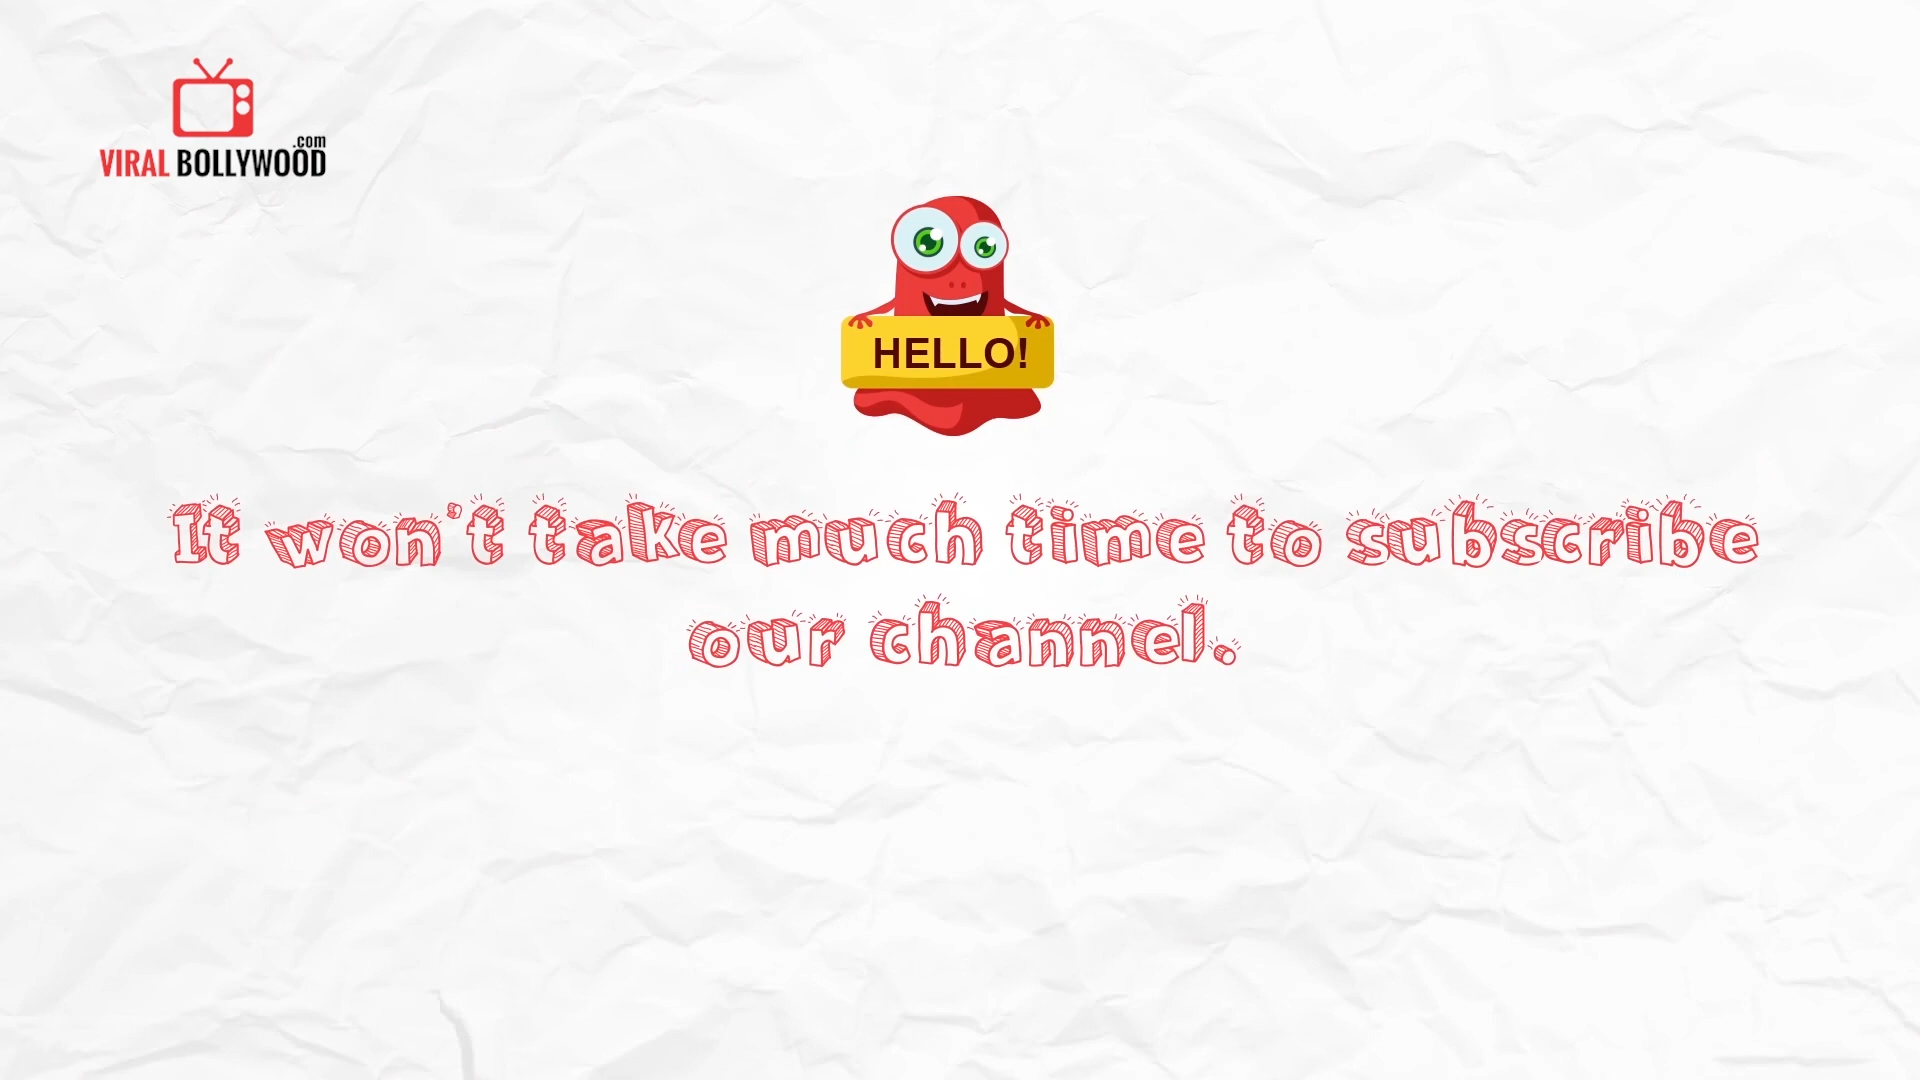 .com
VIRAL BOLLYWOOD
HELLO!
It won't take much time to subscribe
our channel.